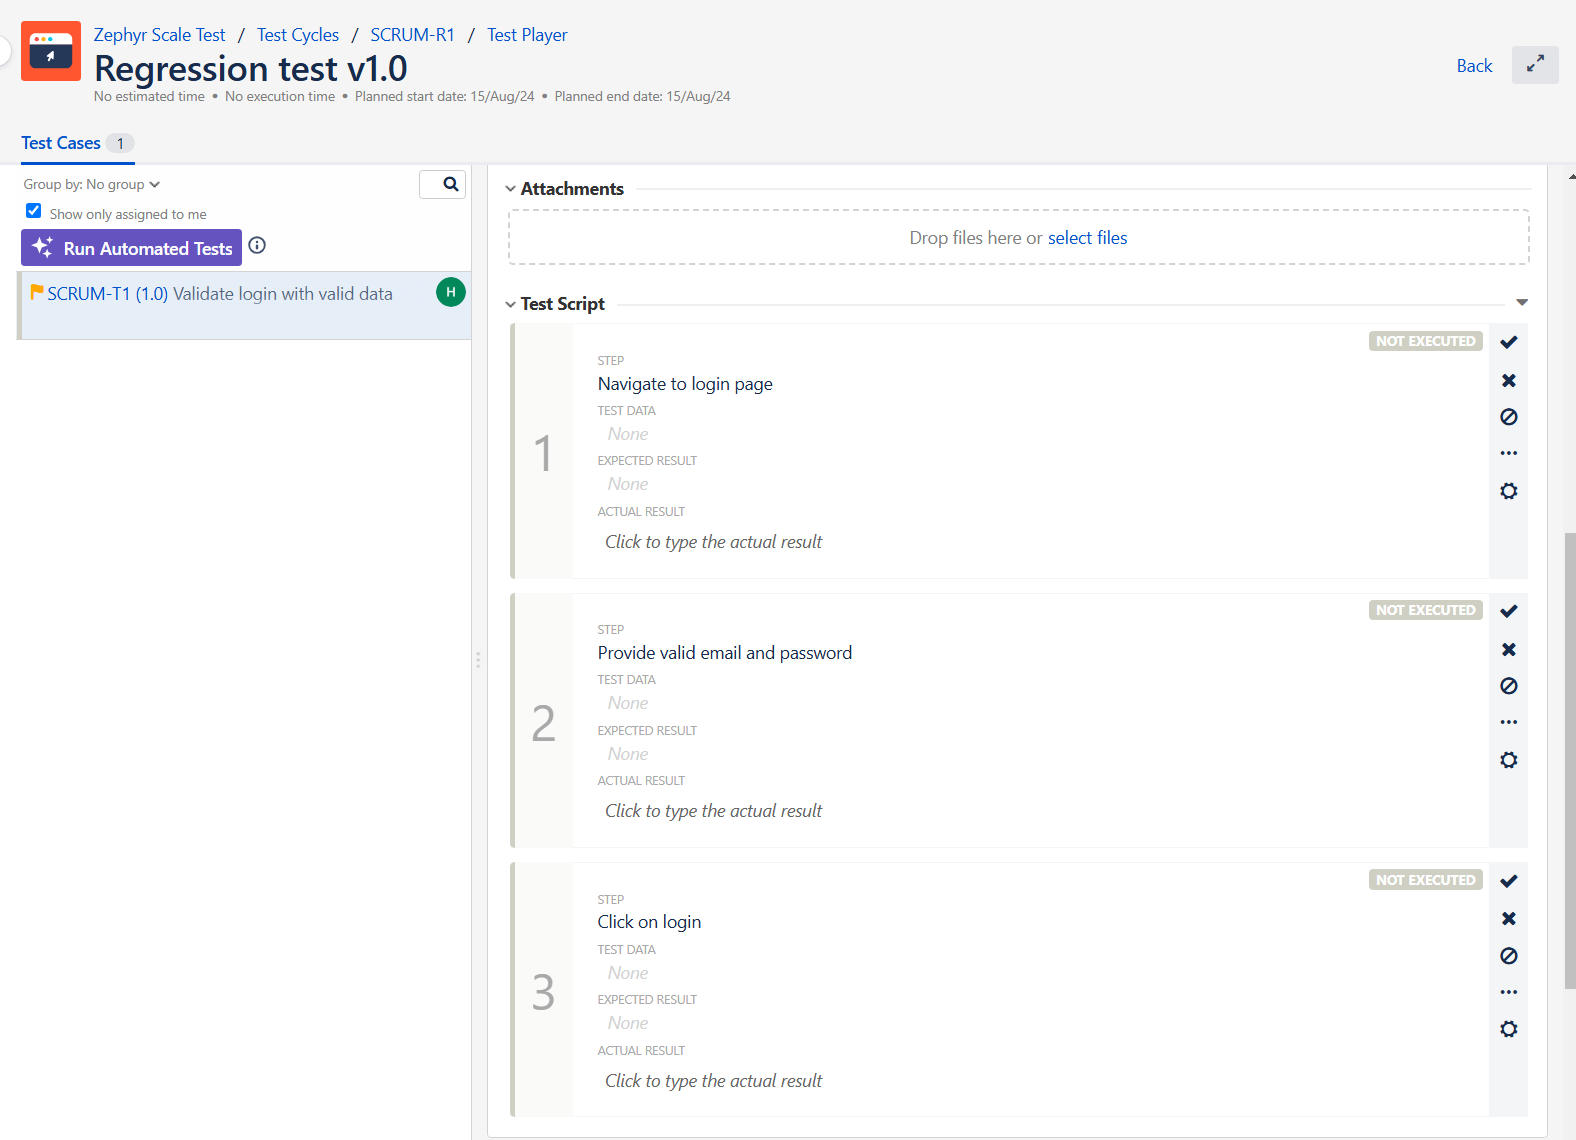 Zephyr Scale Test / Test Cycles / SCRUM-R1 / Test Player
Regression test v1.0
No estimated time • No execution time • Planned start date: 15/Aug/24 • Planned end date: 15/Aug/24
Back
Test Cases 1
Group by: No group
Show only assigned to me
Run Automated Tests
SCRUM-T1 (1.0) Validate login with valid data
H
Attachments
Drop files here or select files
Test Script
NOT EXECUTED
1
STEP
Navigate to login page
TEST DATA
None
EXPECTED RESULT
None
ACTUAL RESULT
Click to type the actual result
NOT EXECUTED
2
STEP
Provide valid email and password
TEST DATA
None
EXPECTED RESULT
None
ACTUAL RESULT
Click to type the actual result
NOT EXECUTED
3
STEP
Click on login
TEST DATA
None
EXPECTED RESULT
None
ACTUAL RESULT
Click to type the actual result